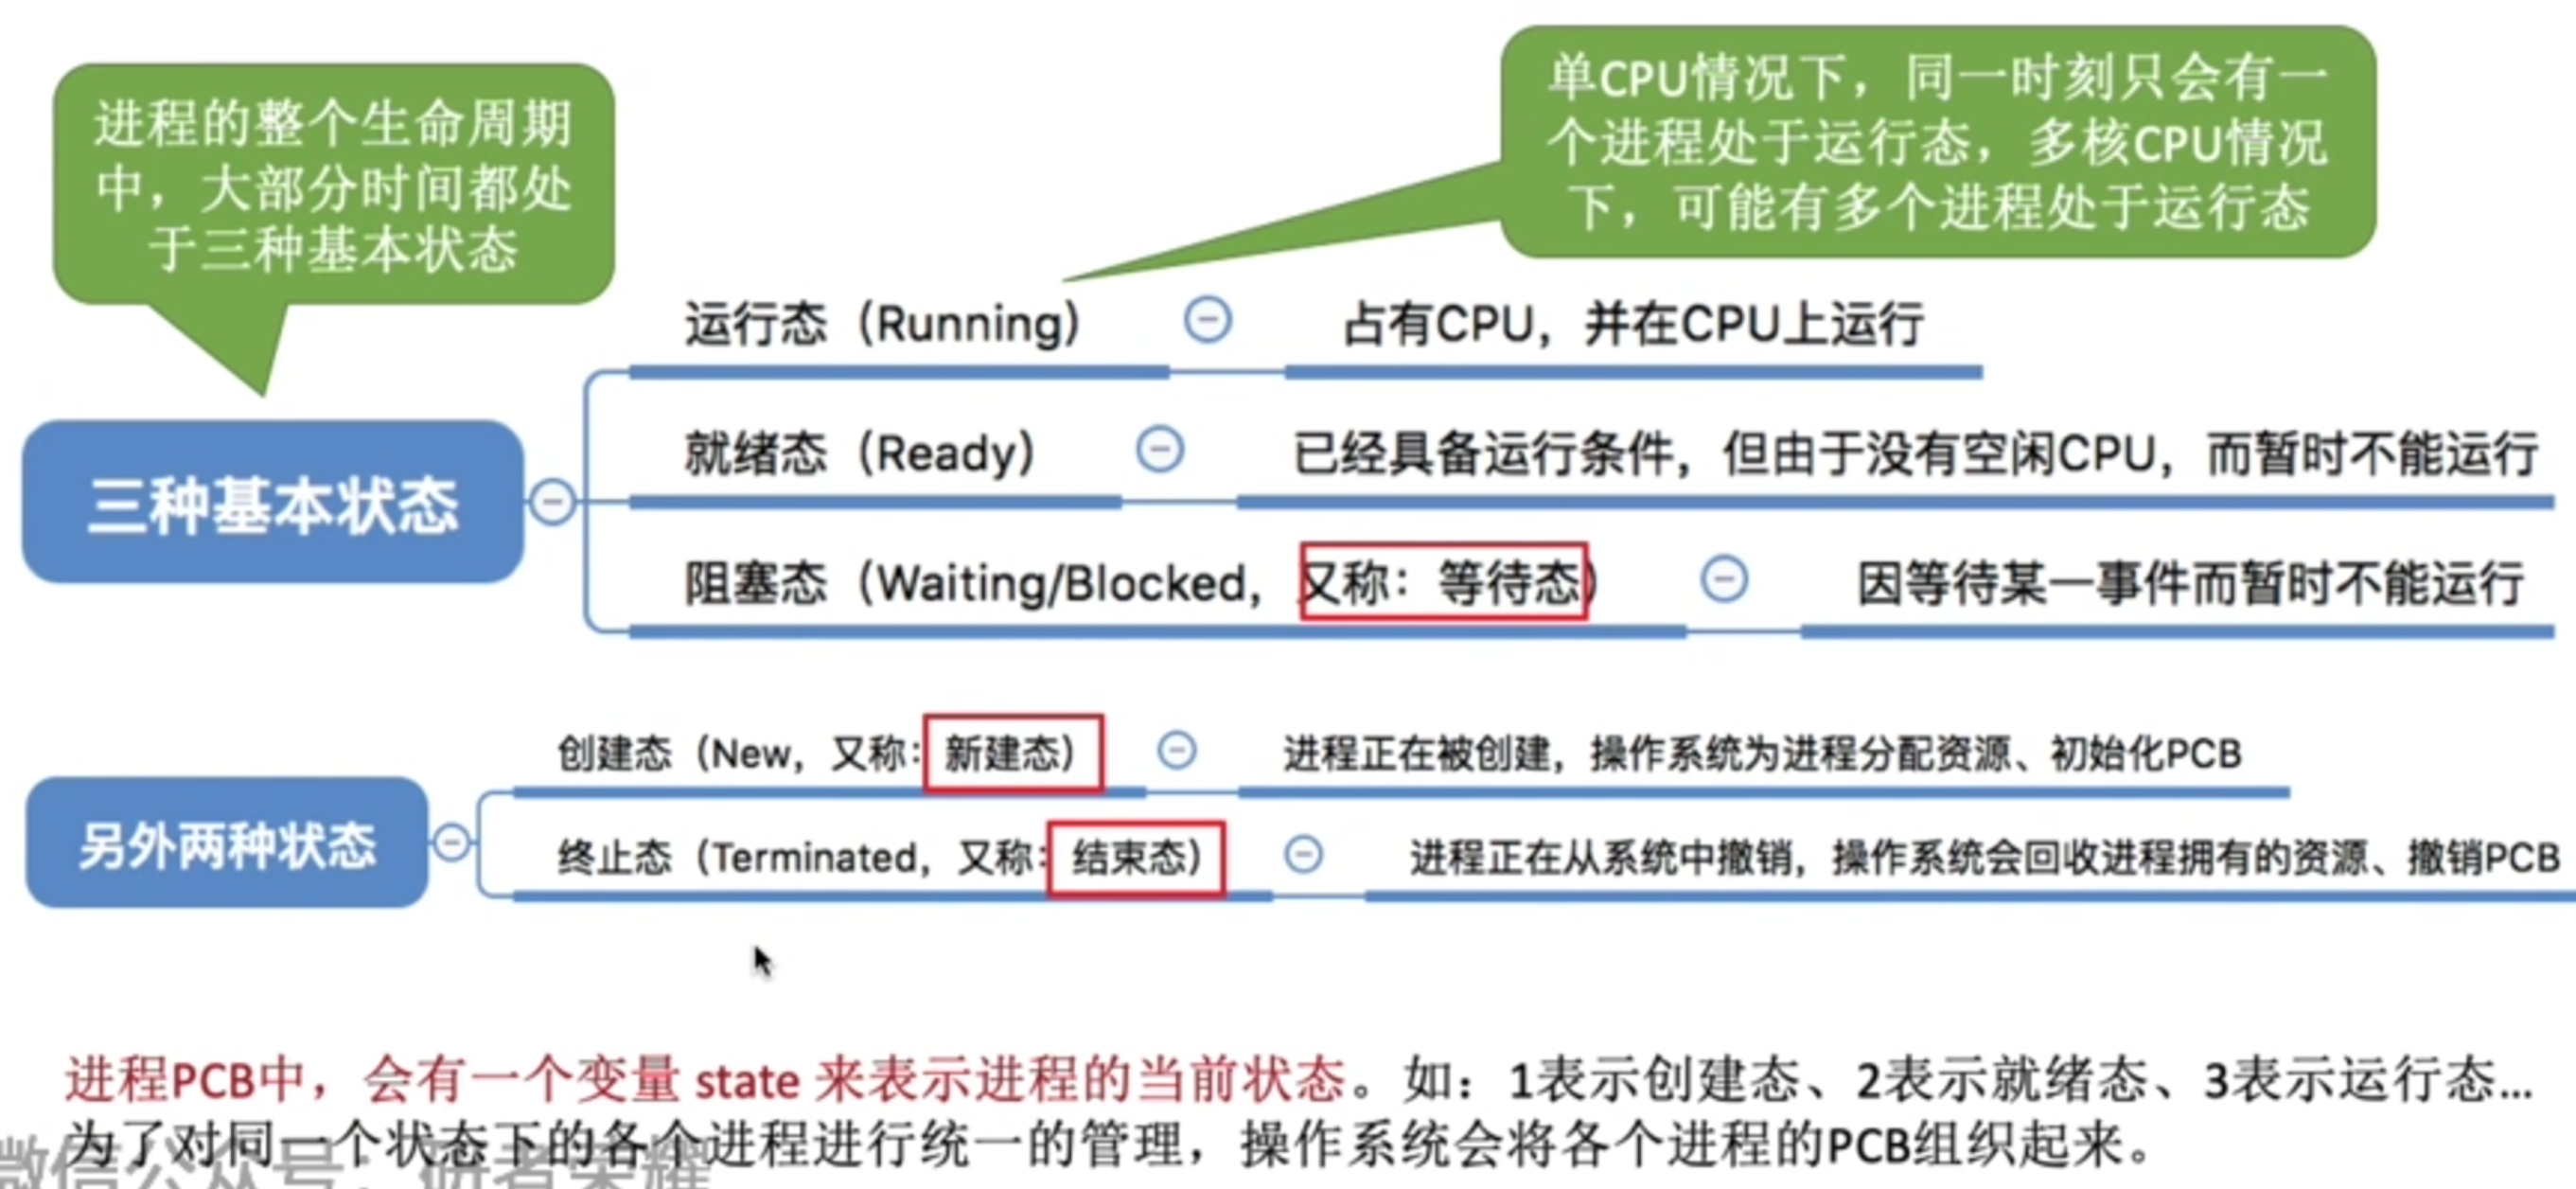 进程的整个生命周期
中，大部分时间都处
于三种基本状态
单CPU情况下，同一时刻只会有一
个进程处于运行态，多核CPU情况
下，可能有多个进程处于运行态
三种基本状态
运行态（Running） 占有CPU，并在CPU上运行
就绪态（Ready） 已经具备运行条件，但由于没有空闲CPU，而暂时不能运行
阻塞态（Waiting/Blocked，又称：等待态） 因等待某一事件而暂时不能运行
另外两种状态
创建态（New，又称：新建态） 进程正在被创建，操作系统为进程分配资源、初始化PCB
终止态（Terminated，又称：结束态） 进程正在从系统中撤销，操作系统会回收进程拥有的资源、撤销PCB
进程PCB中，会有一个变量 state 来表示进程的当前状态。如：1表示创建态、2表示就绪态、3表示运行态...
为了对同一个状态下的各个进程进行统一的管理，操作系统会将各个进程的PCB组织起来。
微信公众号：研者荣耀